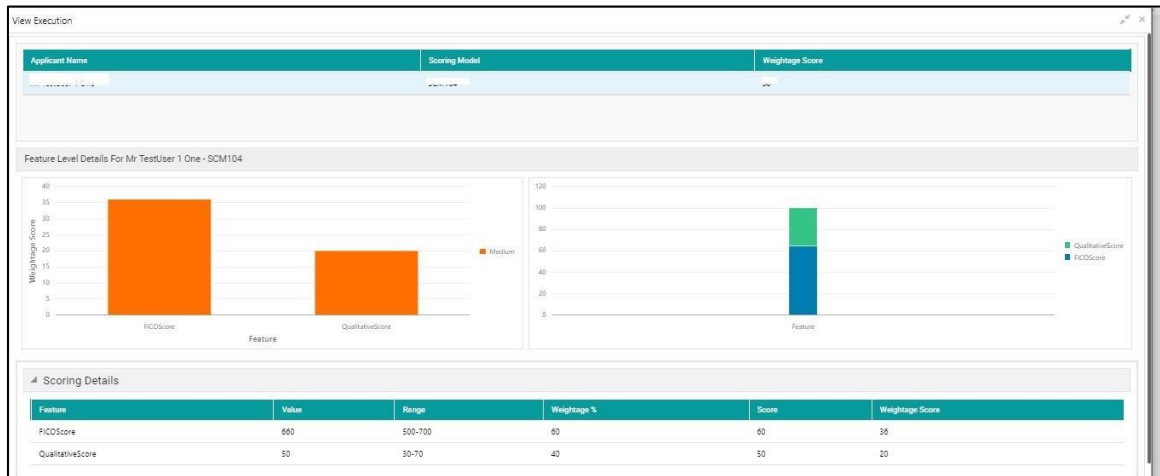 View Execution
Applicant Name Scoring Model Weightage Score
Feature Level Details For Mr TestUser 1 One - SCM104
40
35
30
25
20
15
10
5
0
Weightage Score
FICOScore QualitativeScore
Feature
Medium
120
100
80
60
40
20
0
Feature
QualitativeScore
FICOScore
Scoring Details
Feature Value Range Weightage % Score Weightage Score
FICOScore 660 500-700 60 60 36
QualitativeScore 50 30-70 40 50 20